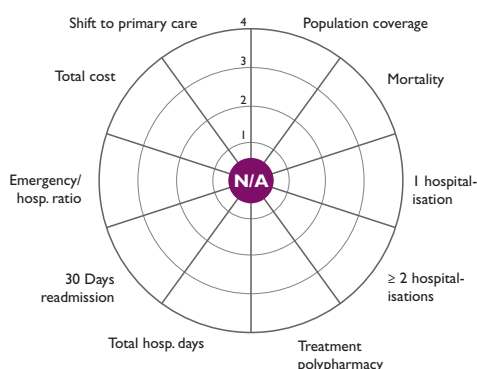 Shift to primary care
4
Population coverage
3
Total cost
Mortality
2
1
Emergency/
hosp. ratio
N/A
1 hospital-
isation
30 Days
readmission
≥ 2 hospital-
isations
Total hosp. days
Treatment
polypharmacy